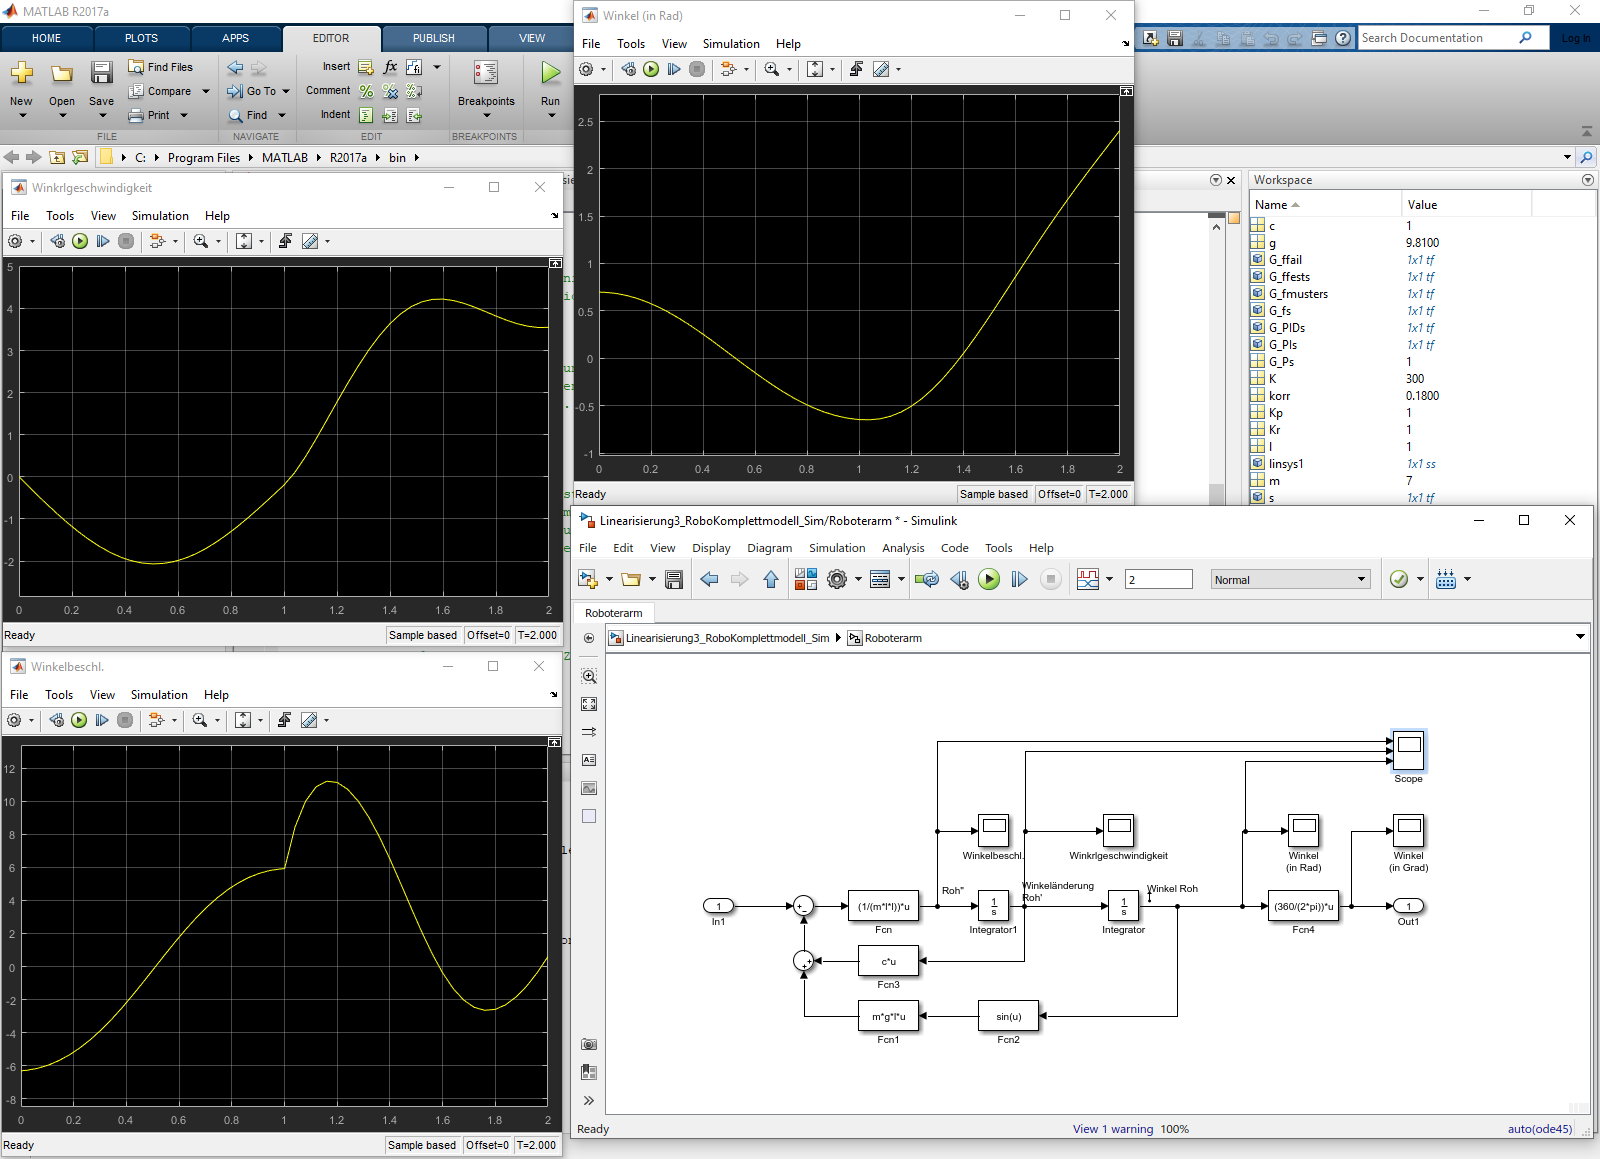 MATLAB R2017a
HOME PLOTS APPS EDITOR PUBLISH VIEW
Search Documentation Log In
New Open Save Find Files Compare Print
Go To Find
Insert fx
Comment
Indent
Breakpoints Run
FILE NAVIGATE EDIT BREAKPOINTS
C: Program Files MATLAB R2017a bin
Winkel (in Rad)
File Tools View Simulation Help
2.5
2
1.5
1
0.5
0
-0.5
-1
0 0.2 0.4 0.6 0.8 1 1.2 1.4 1.6 1.8 2
Ready Sample based Offset=0 T=2.000
Winkrlgeschwindigkeit
File Tools View Simulation Help
5
4
3
2
1
0
-1
-2
0 0.2 0.4 0.6 0.8 1 1.2 1.4 1.6 1.8 2
Ready Sample based Offset=0 T=2.000
Winkelbeschl.
File Tools View Simulation Help
12
10
8
6
4
2
0
-2
-4
-6
-8
0 0.2 0.4 0.6 0.8 1 1.2 1.4 1.6 1.8 2
Ready Sample based Offset=0 T=2.000
Workspace
Name Value
c 1
g 9.8100
G_ffail 1x1 tf
G_ffests 1x1 tf
G_fmusters 1x1 tf
G_fs 1x1 tf
G_PIDs 1x1 tf
G_PIs 1x1 tf
G_Ps 1
K 300
korr 0.1800
Kp 1
Kr 1
l 1
linsys1 1x1 ss
m 7
s 1x1 tf
Linearisierung3_RoboKomplettmodell_Sim/Roboterarm * - Simulink
File Edit View Display Diagram Simulation Analysis Code Tools Help
2 Normal
Roboterarm
Linearisierung3_RoboKomplettmodell_Sim Roboterarm
Scope
Winkelbeschl.
Winkrlgeschwindigkeit
Winkel
(in Rad)
Winkel
(in Grad)
Roh''
Winkeländerung
Roh'
Winkel Roh
1
In1
(1/(m*l*l))*u
Fcn
1
s
Integrator1
1
s
Integrator
(360/(2*pi))*u
Fcn4
1
Out1
c*u
Fcn3
m*g*l*u
Fcn1
sin(u)
Fcn2
Ready View 1 warning 100% auto(ode45)